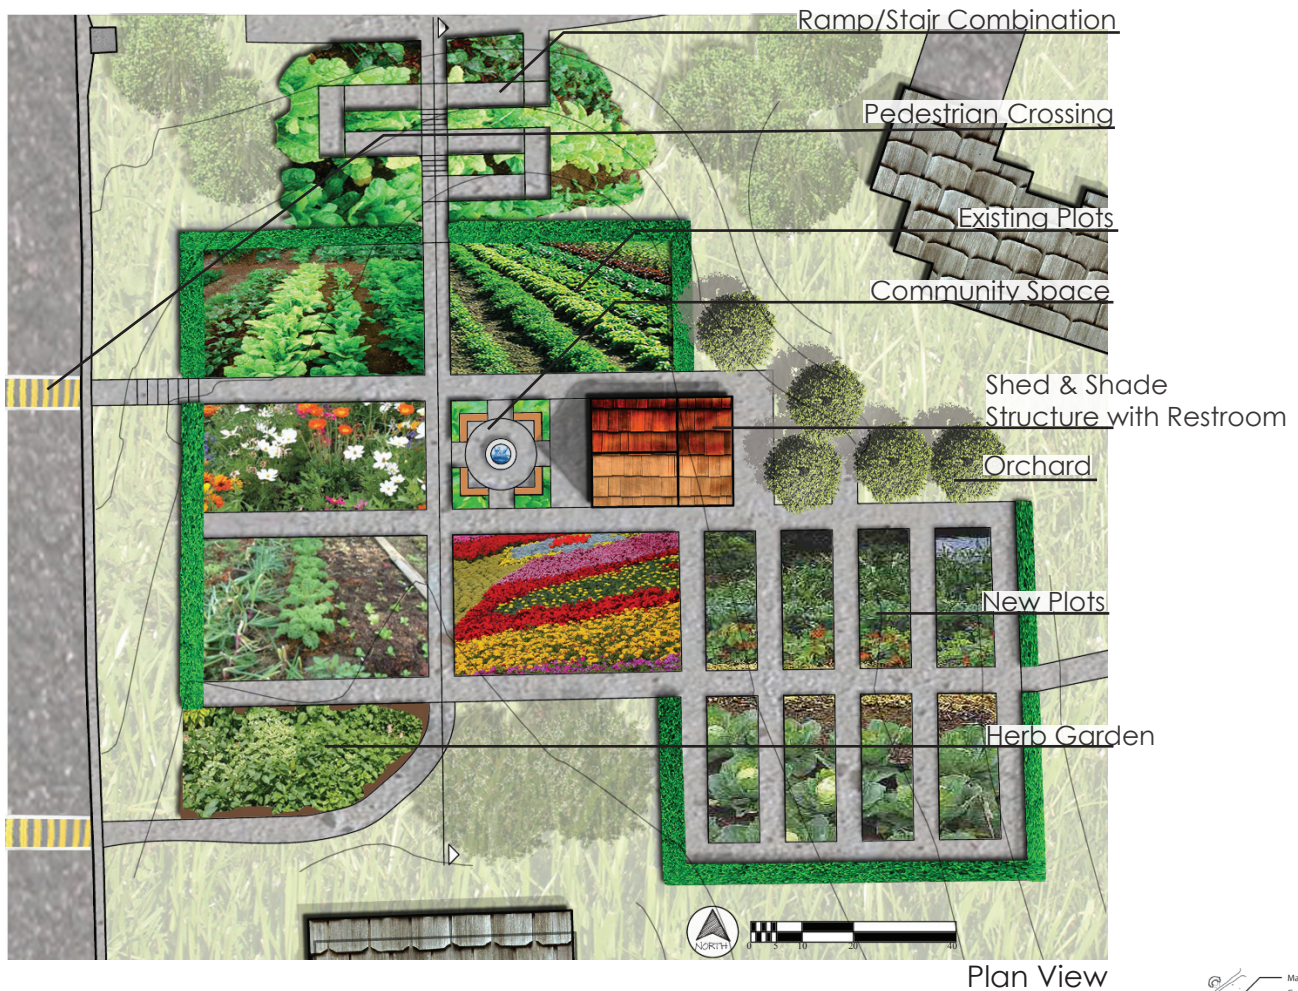 Ramp/Stair Combination
Pedestrian Crossing
Existing Plots
Community Space
Shed & Shade
Structure with Restroom
Orchard
New Plots
Herb Garden
NORTH
0 5 10 20 40
Plan View